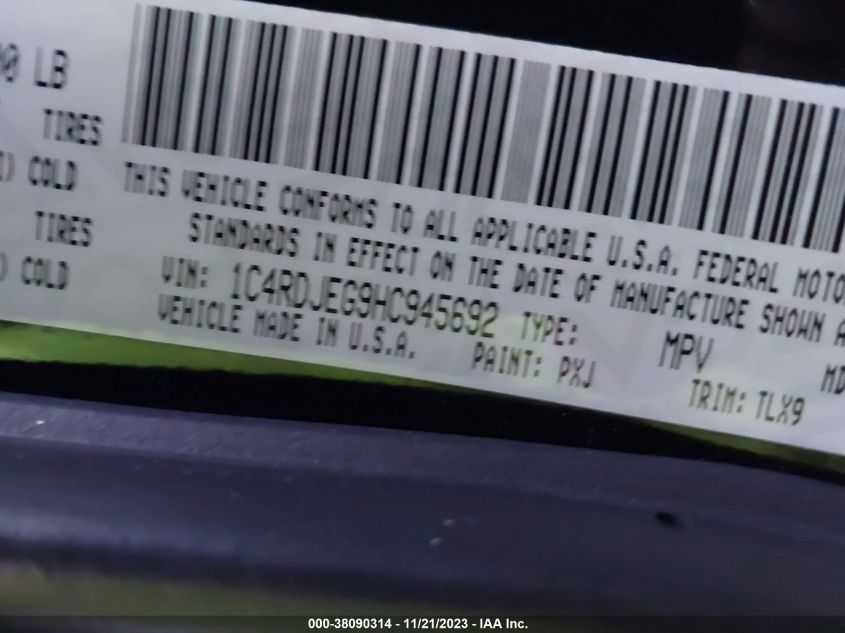 00 LB
TIRES
COLD
TIRES
COLD
THIS VEHICLE CONFORMS TO ALL APPLICABLE U.S.A. FEDERAL MOTO
STANDARDS IN EFFECT ON THE DATE OF MANUFACTURE SHOWN A
VIN: 1C4RDJEG9HC945692 TYPE: MPV MD
VEHICLE MADE IN U.S.A. PAINT: PXJ TRIM: TLX9
000-38090314 - 11/21/2023 - IAA Inc.